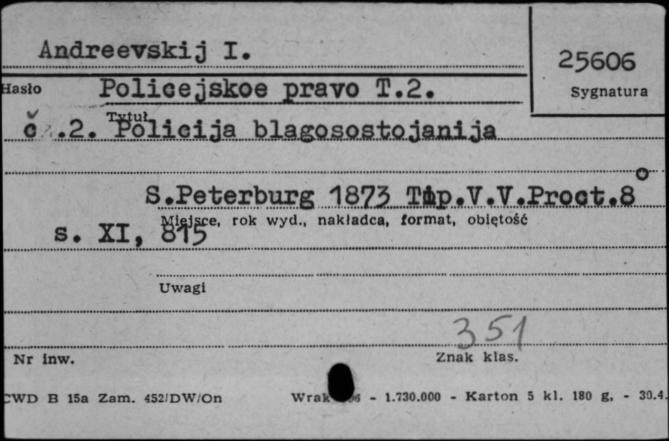 Andreevskij I.
25606
Hasło
Policejskoe pravo T.2.
Sygnatura
Tytuł
č .2. Policija blagosostojanija
S.Peterburg 1873 Tip.V.V.Proct.8°
Miejsce, rok wyd., nakładca, format, objętość
s. XI, 815
Uwagi
351
Nr inw.
Znak klas.
CWD B 15a Zam. 452/DW/On
- 1.730.000 - Karton 5 kl. 180 g, - 30.4.